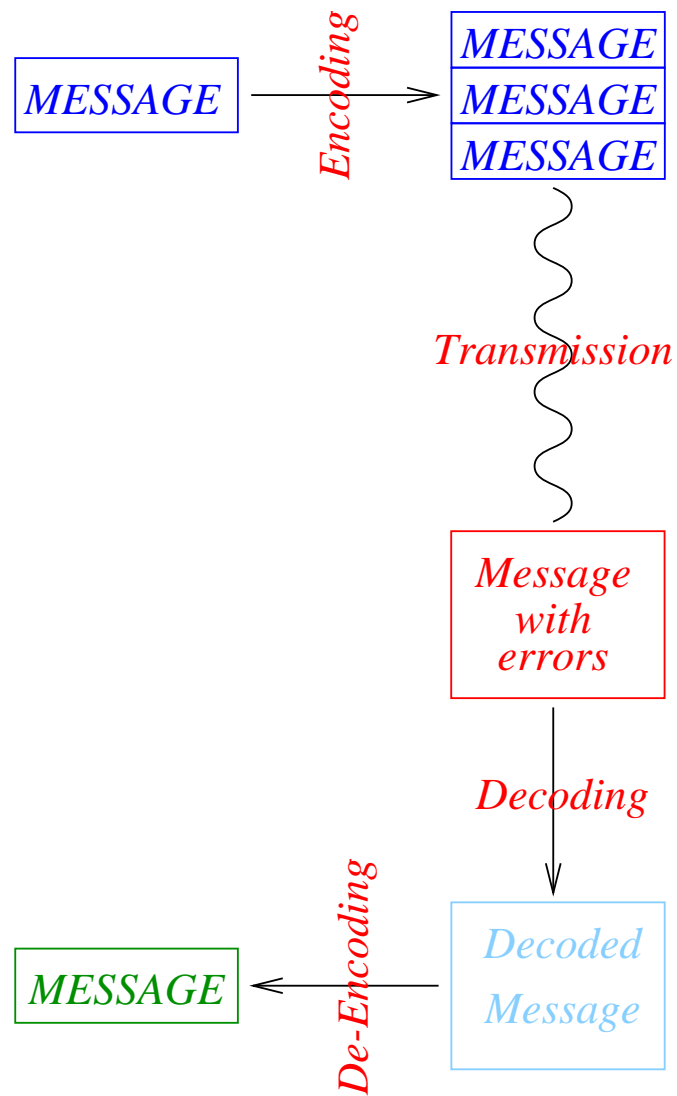 MESSAGE
Encoding
MESSAGE
MESSAGE
MESSAGE
Transmission
Message
with
errors
Decoding
Decoded
Message
De-Encoding
MESSAGE